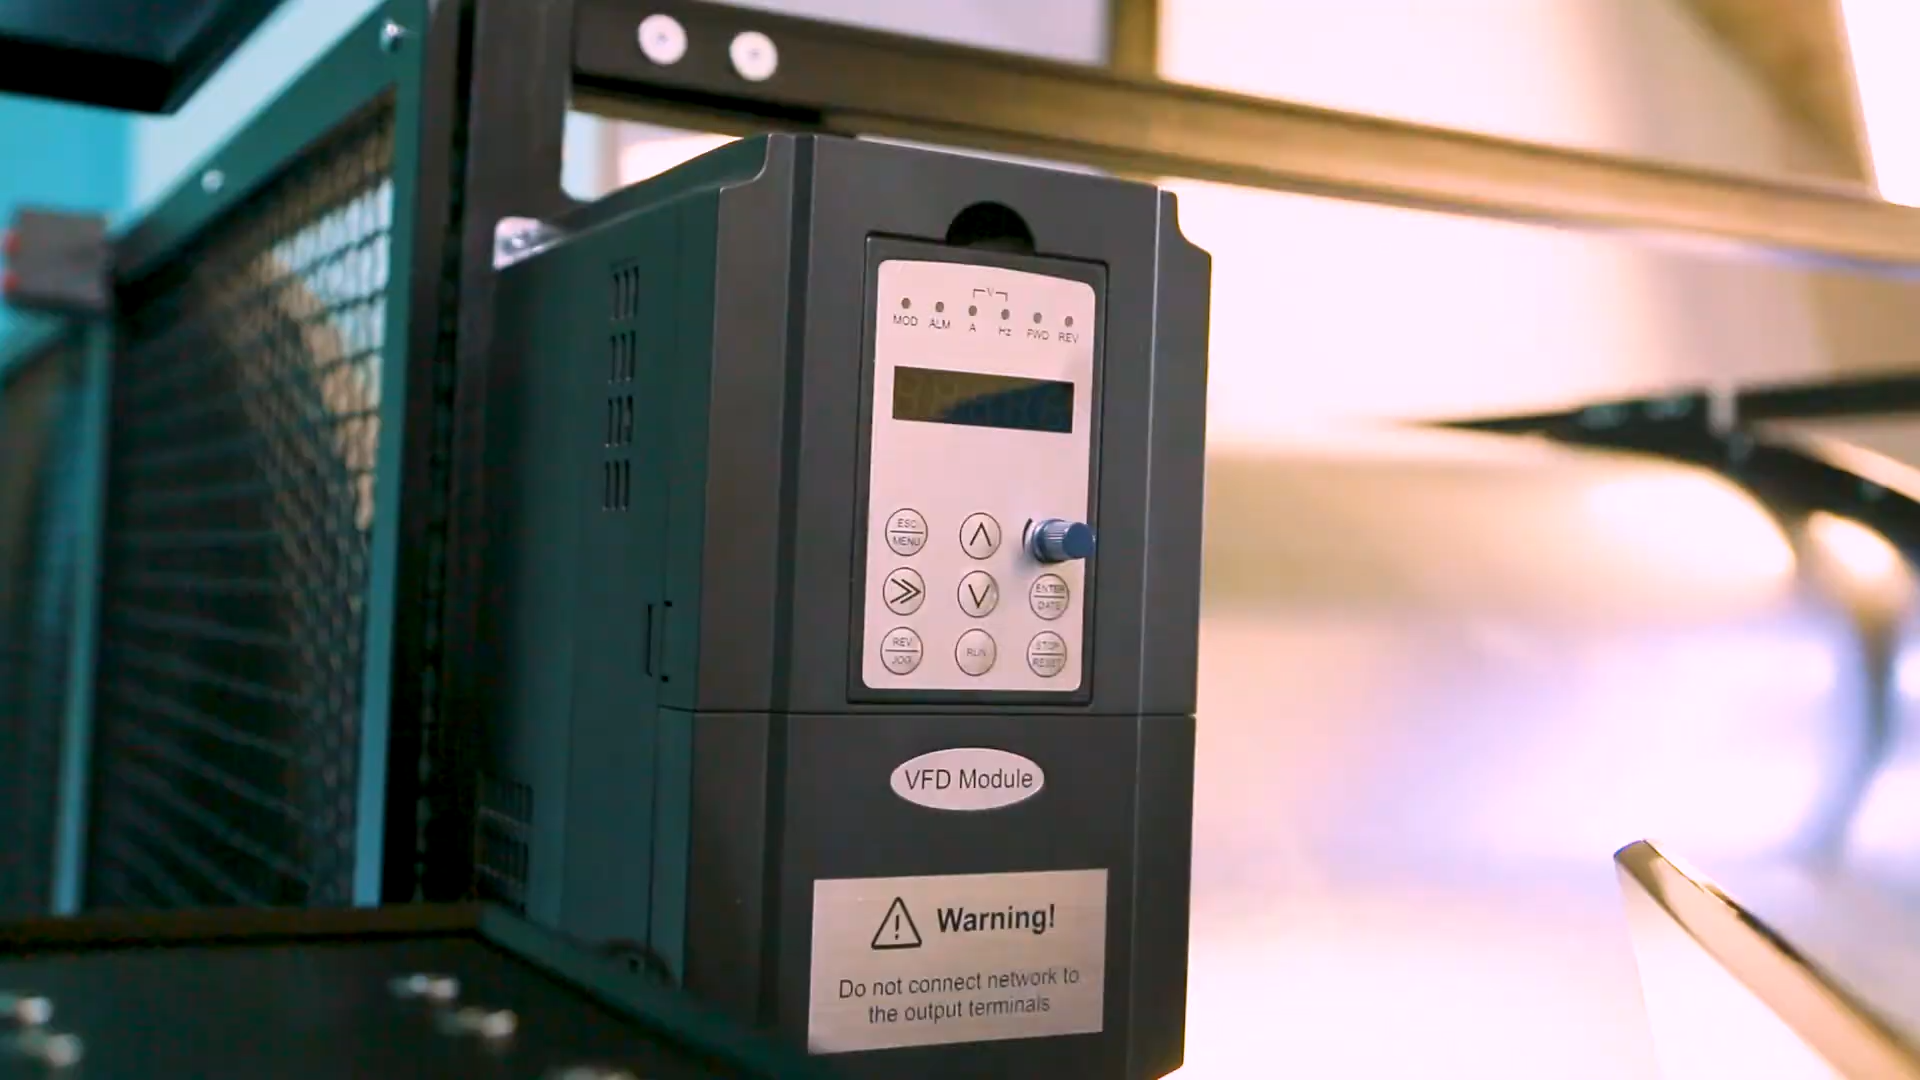 V
MOD ALM A Hz FWD REV
ESC
MENU
ENTER
DATE
REV
JOG
RUN
STOP
RESET
VFD Module
Warning!
Do not connect network to
the output terminals